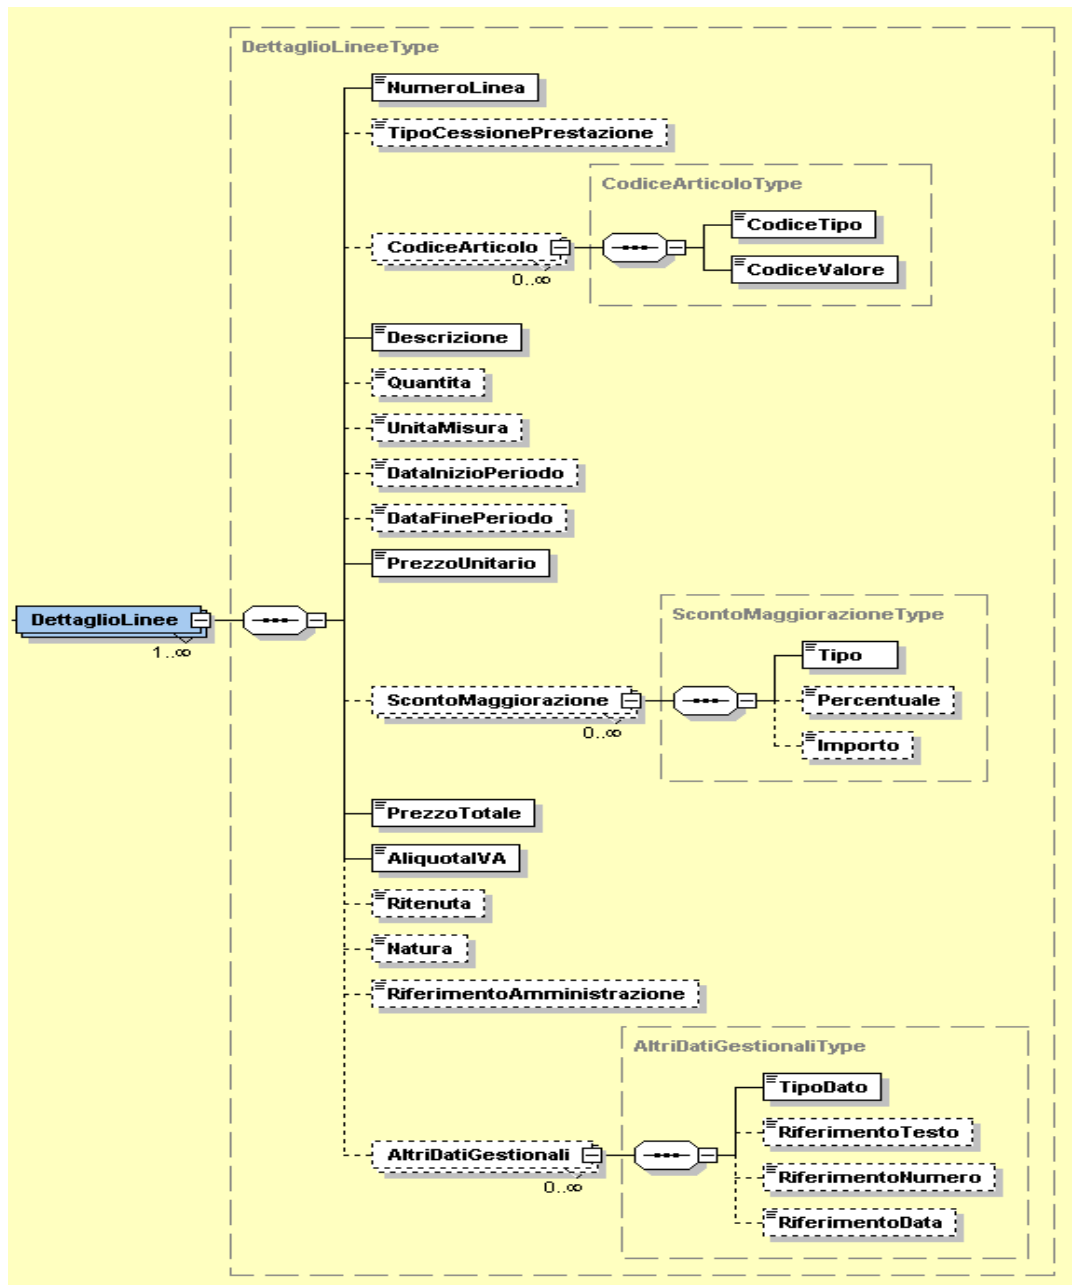 DettaglioLineeType
NumeroLinea
TipoCessionePrestazione
CodiceArticoloType
CodiceTipo
CodiceArticolo
CodiceValore
0..∞
Descrizione
Quantita
UnitaMisura
DataInizioPeriodo
DataFinePeriodo
PrezzoUnitario
DettaglioLinee
1..∞
ScontoMaggiorazioneType
Tipo
ScontoMaggiorazione
Percentuale
0..∞
Importo
PrezzoTotale
AliquotaIVA
Ritenuta
Natura
RiferimentoAmministrazione
AltriDatiGestionaliType
TipoDato
RiferimentoTesto
AltriDatiGestionali
RiferimentoNumero
0..∞
RiferimentoData